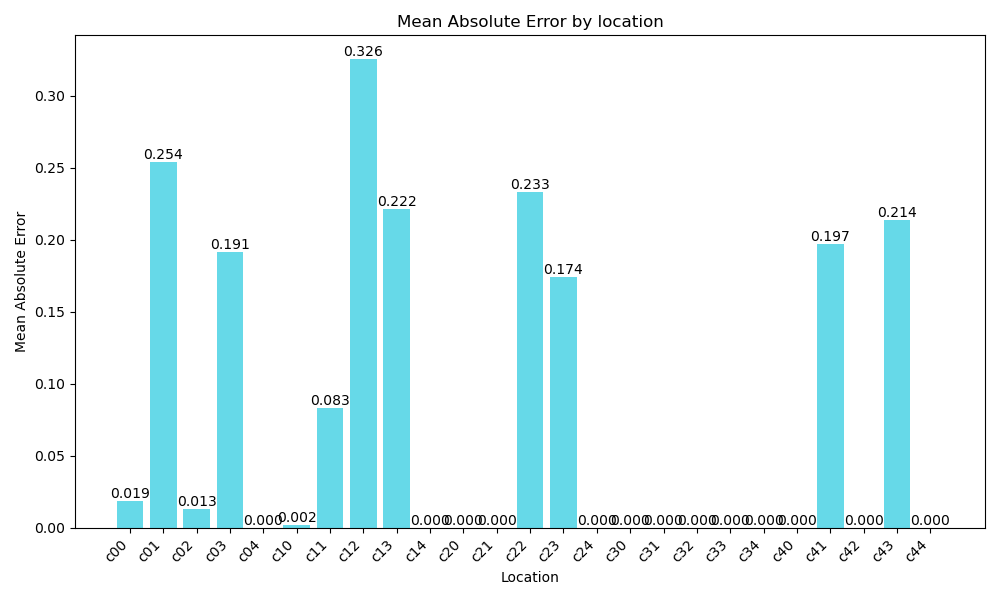 Mean Absolute Error by location
Mean Absolute Error
0.30
0.25
0.20
0.15
0.10
0.05
0.00
0.019
0.254
0.013
0.191
0.000
0.002
0.083
0.326
0.222
0.000
0.000
0.000
0.233
0.174
0.000
0.000
0.000
0.000
0.000
0.000
0.000
0.197
0.000
0.214
0.000
c00
c01
c02
c03
c04
c10
c11
c12
c13
c14
c20
c21
c22
c23
c24
c30
c31
c32
c33
c34
c40
c41
c42
c43
c44
Location